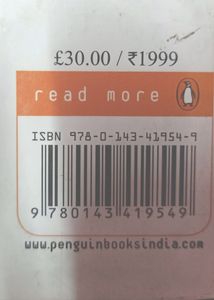 £30.00 / ₹1999
read more
ISBN 978-0-143-41954-9
9 780143 419549
www.penguinbooksindia.com